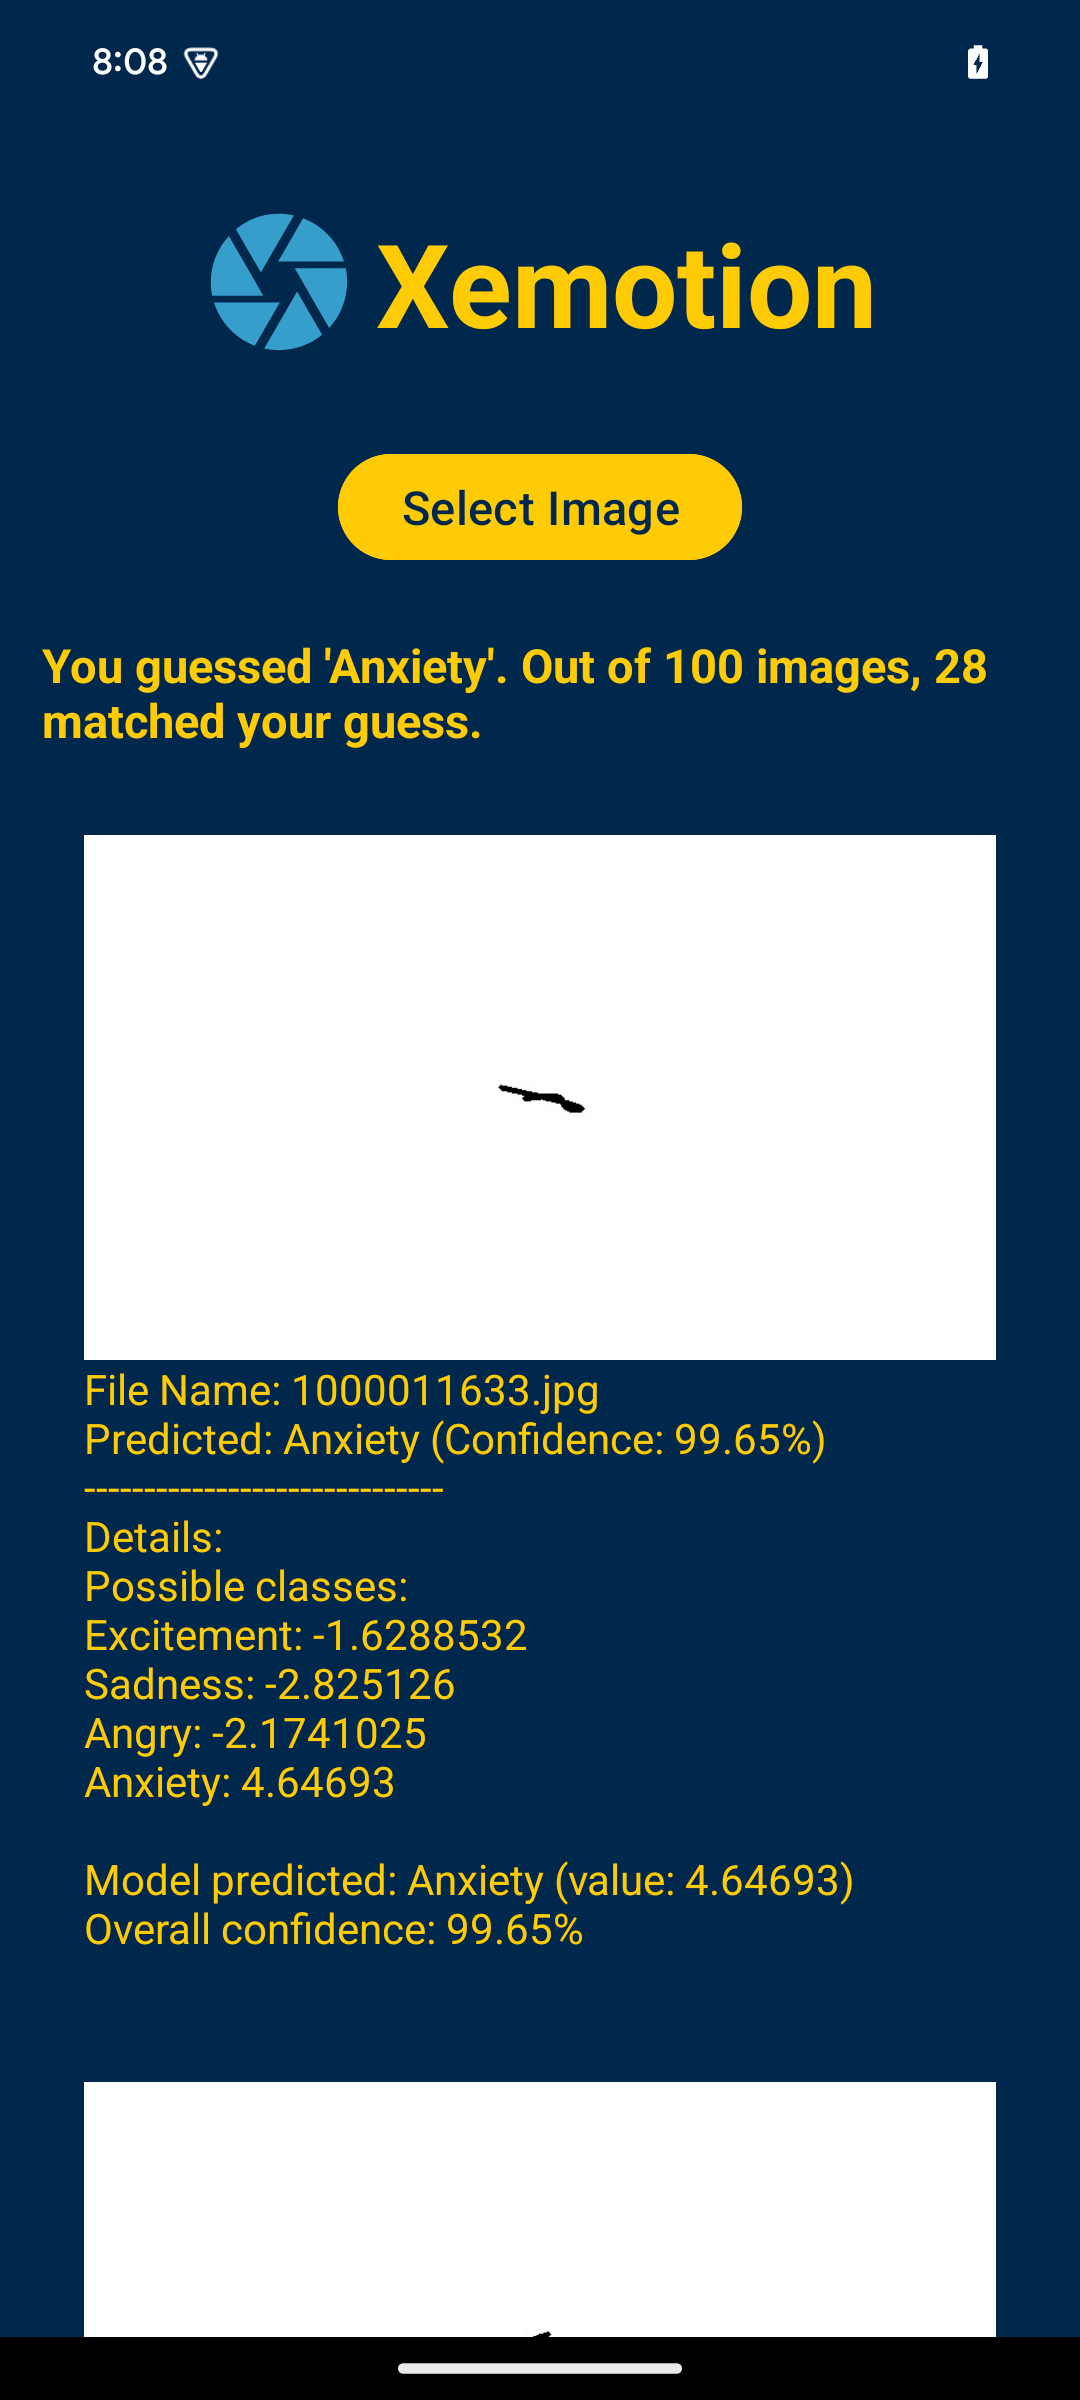 8:08
Xemotion
Select Image
You guessed 'Anxiety'. Out of 100 images, 28
matched your guess.
File Name: 1000011633.jpg
Predicted: Anxiety (Confidence: 99.65%)
------------------------------
Details:
Possible classes:
Excitement: -1.6288532
Sadness: -2.825126
Angry: -2.1741025
Anxiety: 4.64693
Model predicted: Anxiety (value: 4.64693)
Overall confidence: 99.65%